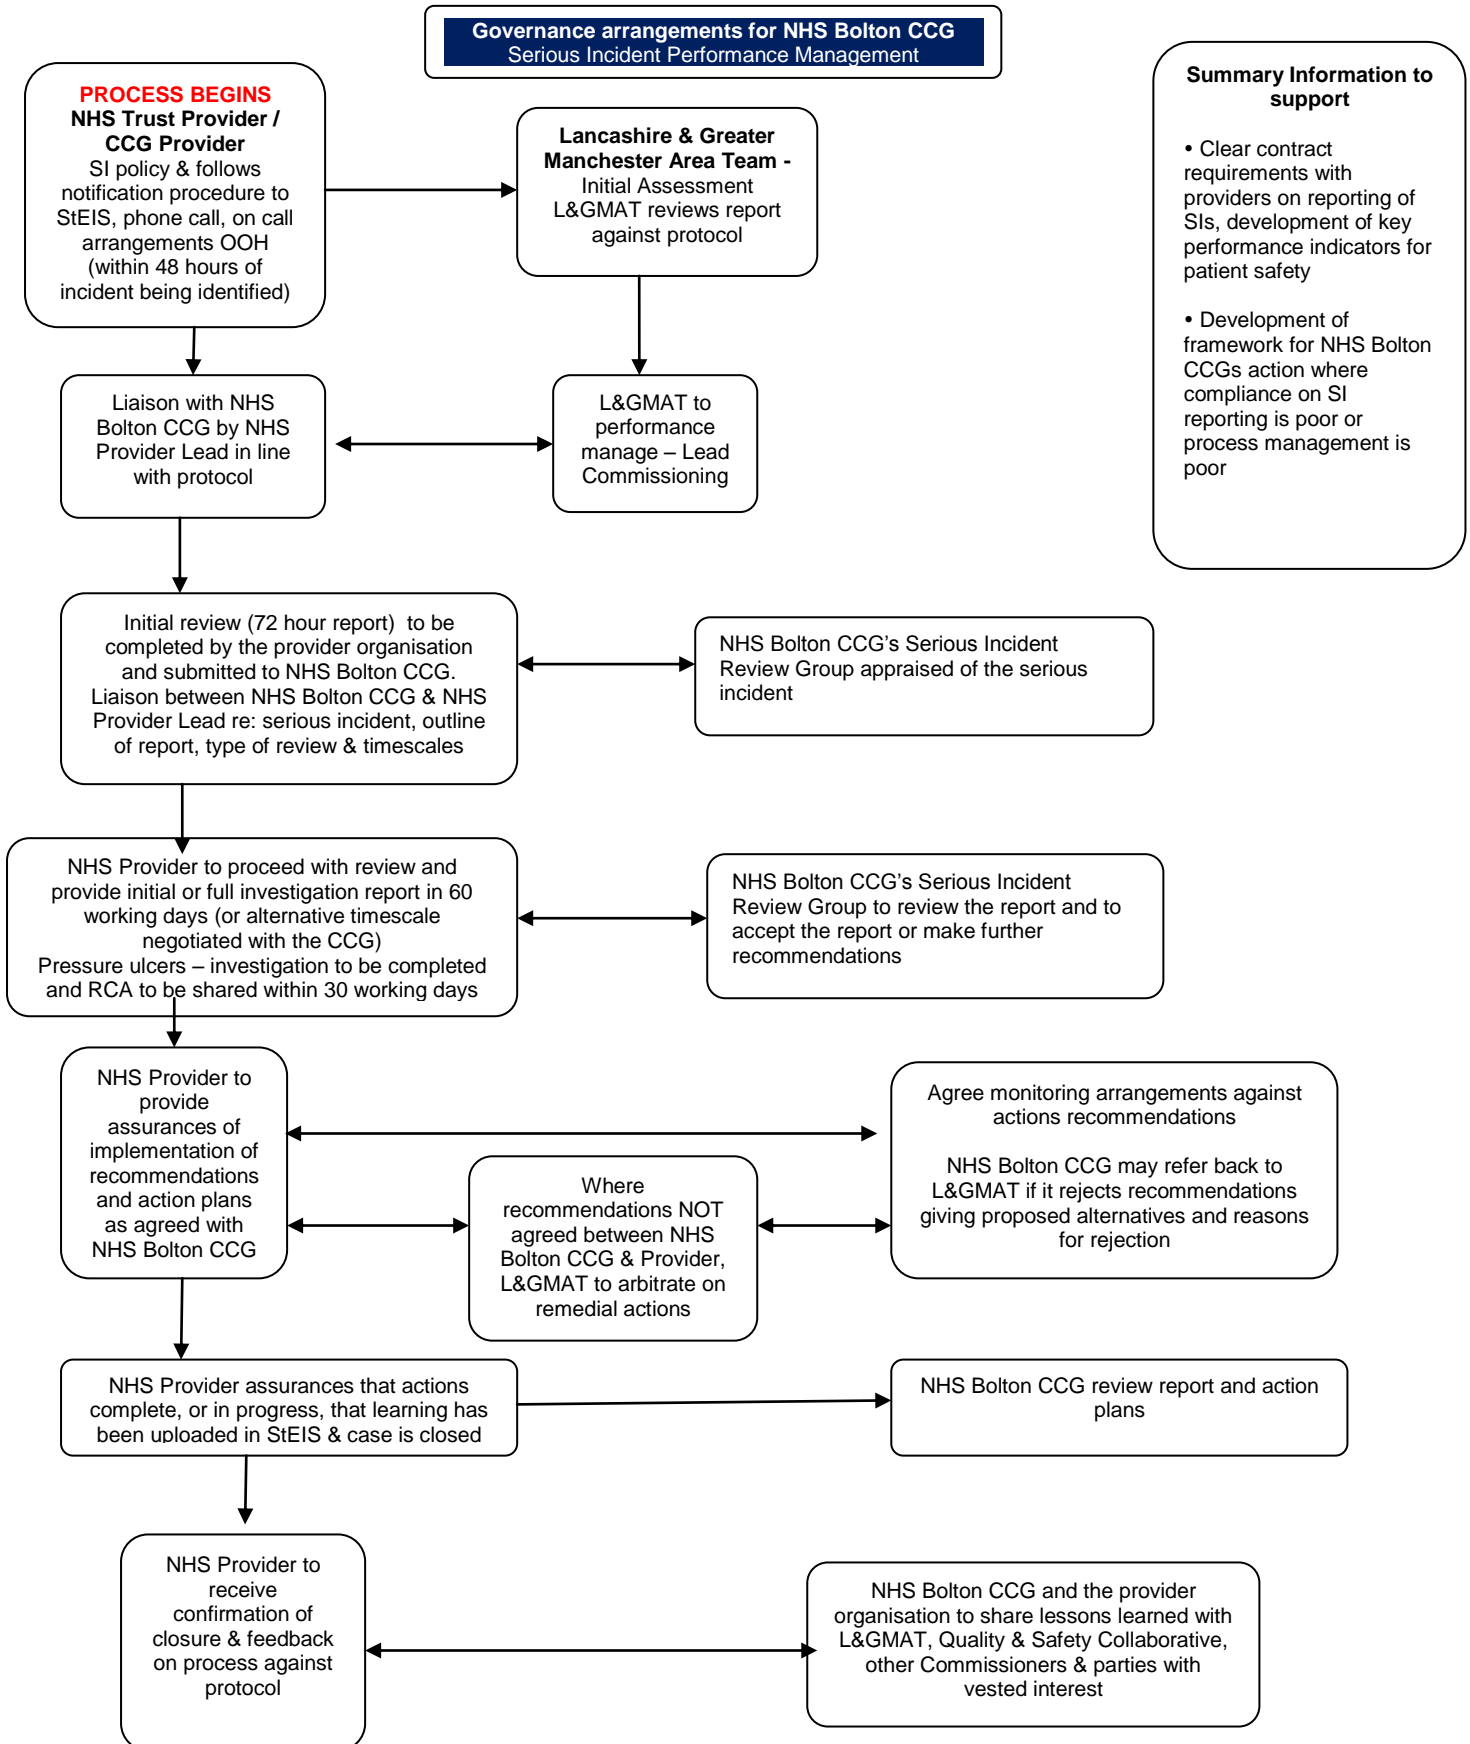 Governance arrangements for NHS Bolton CCG
Serious Incident Performance Management
PROCESS BEGINS
NHS Trust Provider /
CCG Provider
SI policy & follows
notification procedure to
StEIS, phone call, on call
arrangements OOH
(within 48 hours of
incident being identified)
Lancashire & Greater
Manchester Area Team -
Initial Assessment
L&GMAT reviews report
against protocol
Summary Information to
support
• Clear contract
requirements with
providers on reporting of
SIs, development of key
performance indicators for
patient safety
• Development of
framework for NHS Bolton
CCGs action where
compliance on SI
reporting is poor or
process management is
poor
Liaison with NHS
Bolton CCG by NHS
Provider Lead in line
with protocol
L&GMAT to
performance
manage – Lead
Commissioning
Initial review (72 hour report)  to be
completed by the provider organisation
and submitted to NHS Bolton CCG.
Liaison between NHS Bolton CCG & NHS
Provider Lead re: serious incident, outline
of report, type of review & timescales
NHS Bolton CCG’s Serious Incident
Review Group appraised of the serious
incident
NHS Provider to proceed with review and
provide initial or full investigation report in 60
working days (or alternative timescale
negotiated with the CCG)
Pressure ulcers – investigation to be completed
and RCA to be shared within 30 working days
NHS Bolton CCG’s Serious Incident
Review Group to review the report and to
accept the report or make further
recommendations
NHS Provider to
provide
assurances of
implementation of
recommendations
and action plans
as agreed with
NHS Bolton CCG
Where
recommendations NOT
agreed between NHS
Bolton CCG & Provider,
L&GMAT to arbitrate on
remedial actions
Agree monitoring arrangements against
actions recommendations
NHS Bolton CCG may refer back to
L&GMAT if it rejects recommendations
giving proposed alternatives and reasons
for rejection
NHS Provider assurances that actions
complete, or in progress, that learning has
been uploaded in StEIS & case is closed
NHS Bolton CCG review report and action
plans
NHS Provider to
receive
confirmation of
closure & feedback
on process against
protocol
NHS Bolton CCG and the provider
organisation to share lessons learned with
L&GMAT, Quality & Safety Collaborative,
other Commissioners & parties with
vested interest